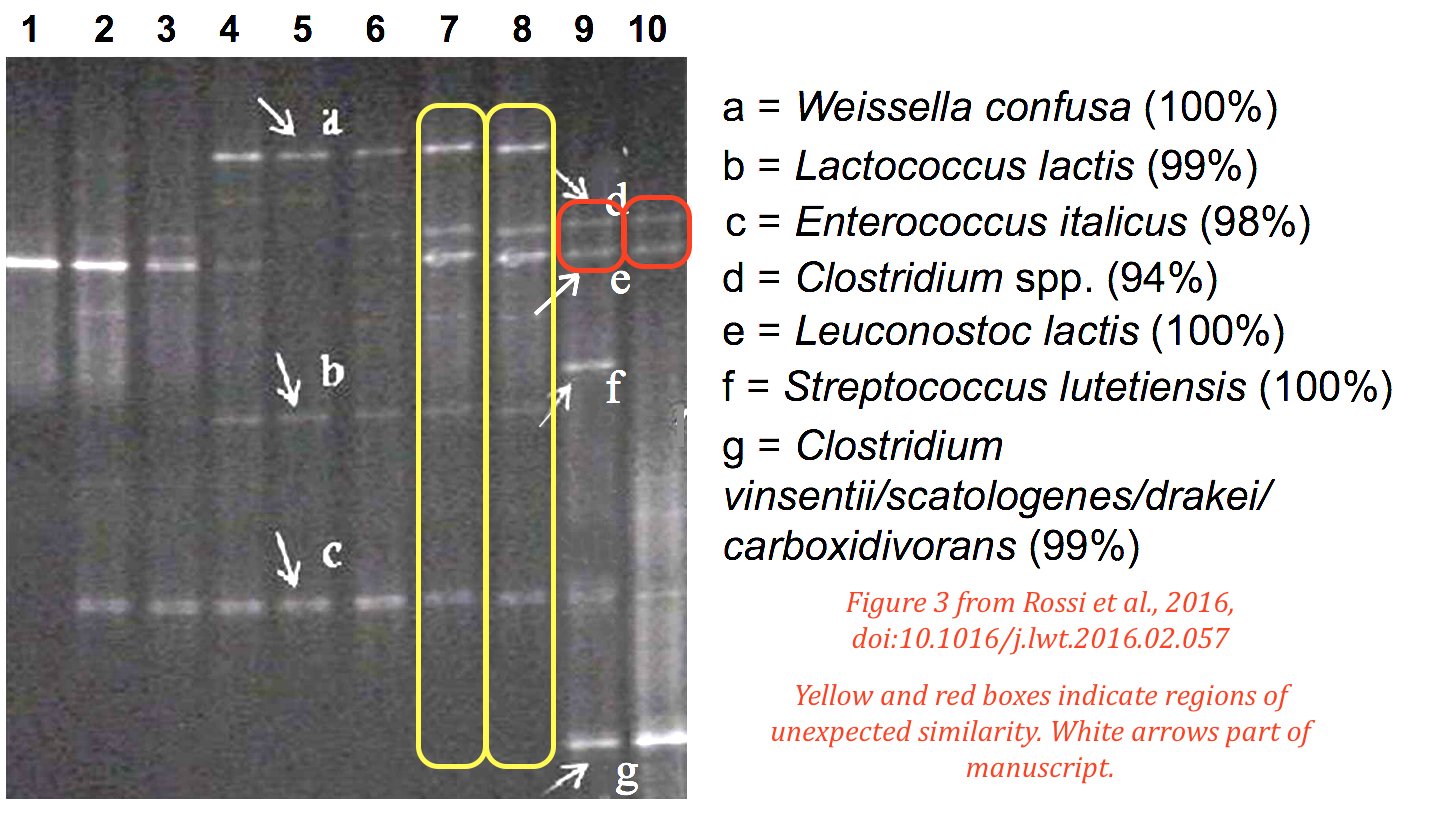 1 2 3 4 5 6 7 8 9 10
a
d
e
b
f
c
g
a = Weissella confusa (100%)
b = Lactococcus lactis (99%)
c = Enterococcus italicus (98%)
d = Clostridium spp. (94%)
e = Leuconostoc lactis (100%)
f = Streptococcus lutetiensis (100%)
g = Clostridium
vinsentii/scatologenes/drakei/
carboxidivorans (99%)
Figure 3 from Rossi et al., 2016,
doi:10.1016/j.lwt.2016.02.057
Yellow and red boxes indicate regions of
unexpected similarity. White arrows part of
manuscript.